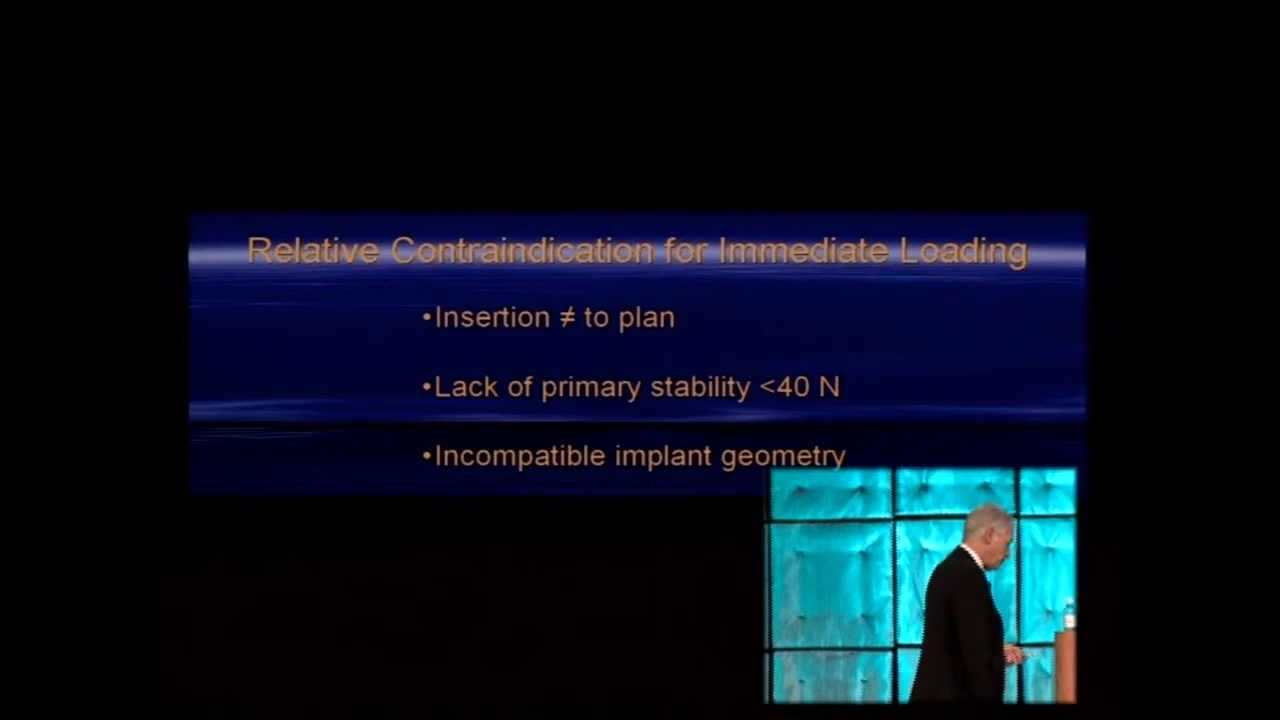 Relative Contraindication for Immediate Loading
•Insertion ≠ to plan
•Lack of primary stability <40 N
•Incompatible implant geometry